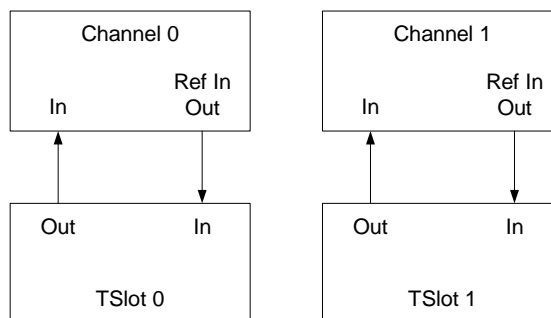 Channel 0
In
Ref In
Out
Out
In
TSlot 0
Channel 1
In
Ref In
Out
Out
In
TSlot 1